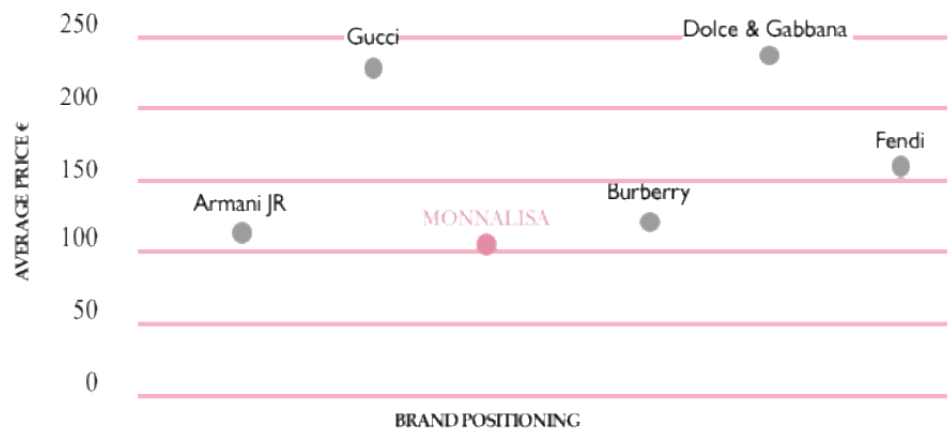 250
Gucci
Dolce & Gabbana
200
Fendi
150
Armani JR
Burberry
MONNALISA
100
50
0
AVERAGE PRICE €
BRAND POSITIONING